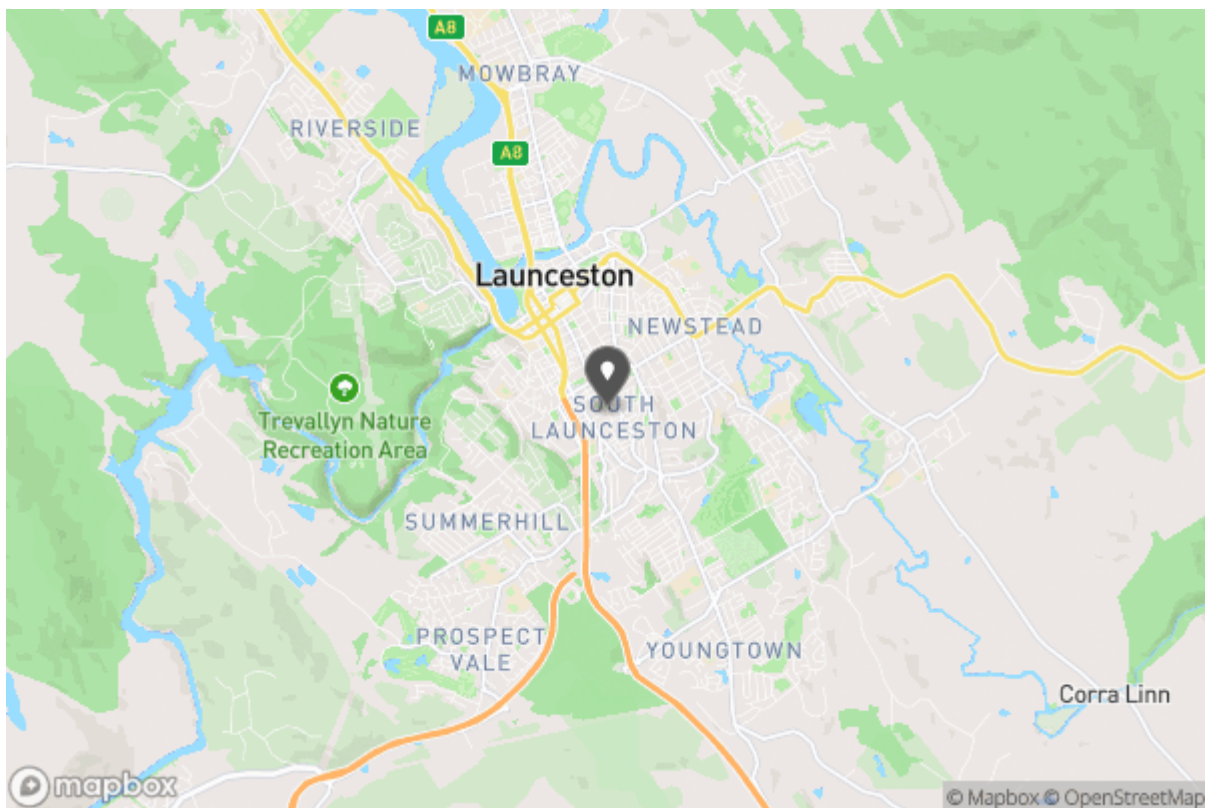 A8
MOWBRAY
RIVERSIDE
A8
Launceston
NEWSTEAD
SOUTH
LAUNCESTON
Trevallyn Nature
Recreation Area
SUMMERHILL
PROSPECT
VALE
YOUNGTOWN
Corra Linn
mapbox
© Mapbox © OpenStreetMap